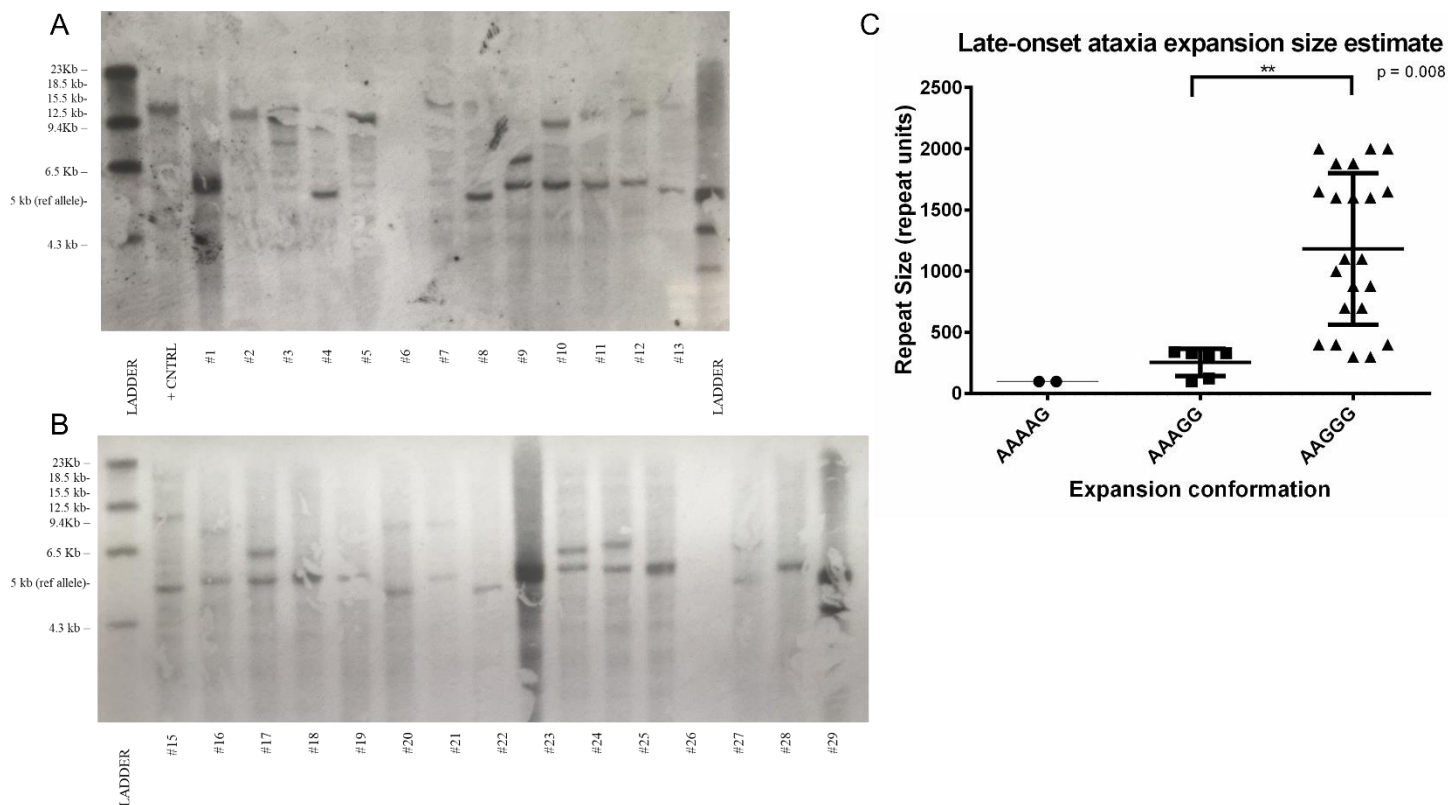 A
23Kb –
18.5 kb-
15.5 kb-
12.5 kb-
9.4Kb –
6.5 Kb –
5 kb (ref allele)-
4.3 kb –
LADDER
+ CNTRL
#1
#2
#3
#4
#5
#6
#7
#8
#9
#10
#11
#12
#13
LADDER
B
23Kb –
18.5 kb-
15.5 kb-
12.5 kb-
9.4Kb –
6.5 Kb –
5 kb (ref allele)-
4.3 kb –
LADDER
#15
#16
#17
#18
#19
#20
#21
#22
#23
#24
#25
#26
#27
#28
#29
C
Late-onset ataxia expansion size estimate
** p = 0.008
Repeat Size (repeat units)
2500
2000
1500
1000
500
0
AAAAG
AAAGG
AAGGG
Expansion conformation